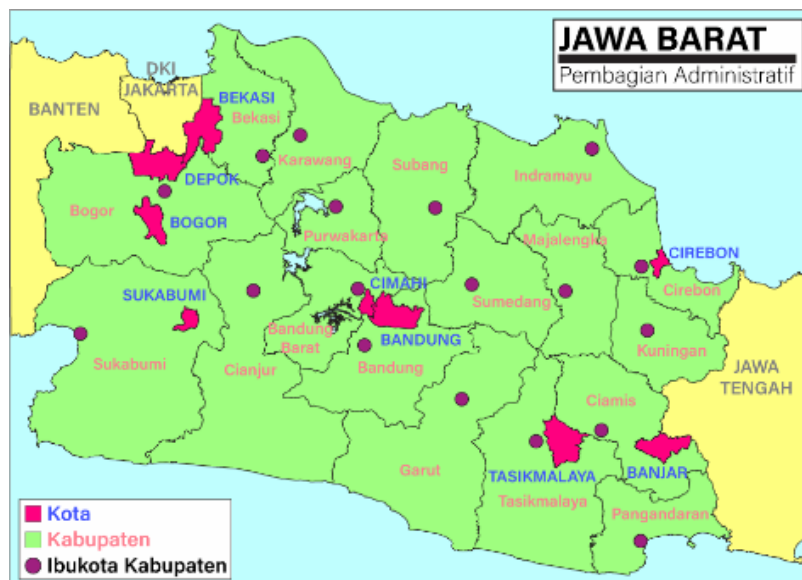 JAWA BARAT
Pembagian Administratif
DKI
JAKARTA
BANTEN
BEKASI
Bekasi
Karawang
Subang
Indramayu
DEPOK
Bogor
BOGOR
Purwakarta
Majalengka
CIREBON
Cirebon
SUKABUMI
CIMAHI
Sumedang
Bandung
Barat
BANDUNG
Bandung
Kuningan
Sukabumi
Cianjur
JAWA
TENGAH
Ciamis
Garut
TASIKMALAYA
Tasikmalaya
BANJAR
Pangandaran
Kota
Kabupaten
Ibukota Kabupaten